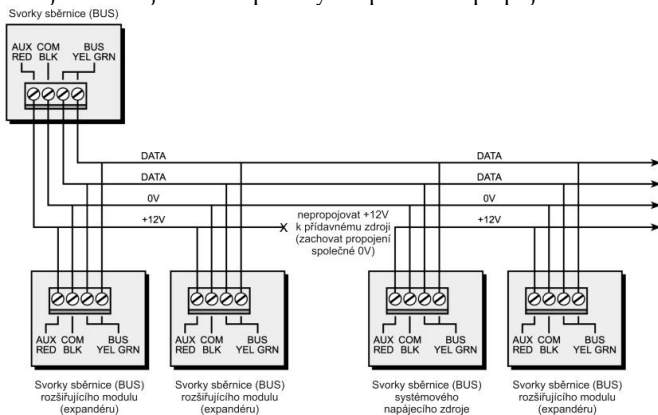 Svorky sběrnice (BUS)
AUX COM BUS
RED BLK YEL GRN
DATA DATA
DATA DATA
0V 0V
+12V nepropojovat +12V +12V
X k přídavnému zdroji
(zachovat propojení
společné 0V)
AUX COM BUS
RED BLK YEL GRN
AUX COM BUS
RED BLK YEL GRN
AUX COM BUS
RED BLK YEL GRN
AUX COM BUS
RED BLK YEL GRN
Svorky sběrnice (BUS)
rozšiřujícího modulu
(expandéru)
Svorky sběrnice (BUS)
rozšiřujícího modulu
(expandéru)
Svorky sběrnice (BUS)
systémového
napájecího zdroje
Svorky sběrnice (BUS)
rozšiřujícího modulu
(expandéru)